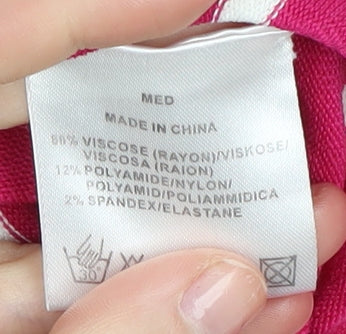 MED
MADE IN CHINA
86% VISCOSE (RAYON)/VISKOSE/
VISCOSA (RAION)
12% POLYAMIDE/NYLON/
POLYAMID/POLIAMMIDICA
2% SPANDEX/ELASTANE
30°